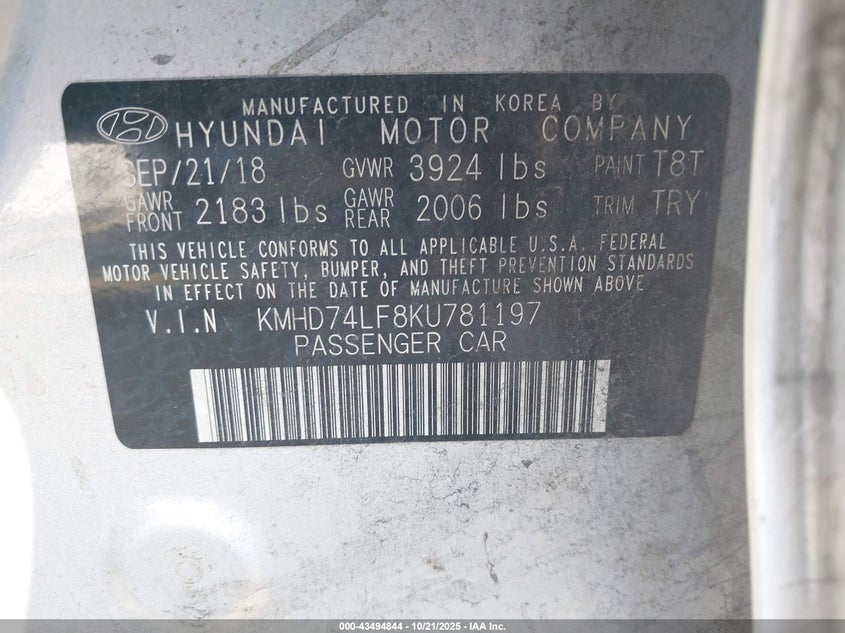 MANUFACTURED IN KOREA BY
HYUNDAI MOTOR COMPANY
SEP/21/18 GVWR 3924 lbs PAINT T8T
GAWR FRONT 2183 lbs GAWR REAR 2006 lbs TRIM TRY
THIS VEHICLE CONFORMS TO ALL APPLICABLE U.S.A. FEDERAL
MOTOR VEHICLE SAFETY, BUMPER, AND THEFT PREVENTION STANDARDS
IN EFFECT ON THE DATE OF MANUFACTURE SHOWN ABOVE
V.I.N KMHD74LF8KU781197
PASSENGER CAR
000-43494844 - 10/21/2025 - IAA Inc.